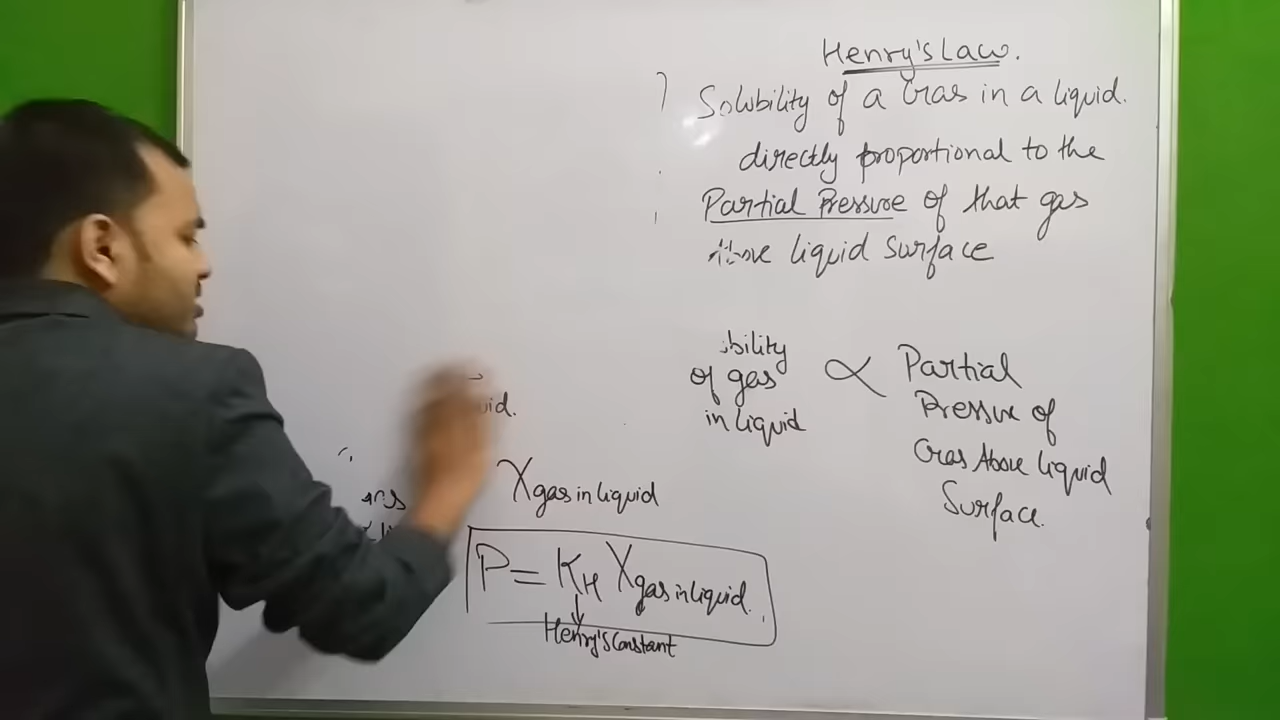 Henry's Law.
Solubility of a Gas in a liquid.
directly proportional to the
Partial Pressure of that gas
liquid Surface
bility
of gas
in liquid
∝
Partial
Pressure of
Gas Above liquid
Surface.
uid.
X gas in liquid
P = K_H X gas in liquid.
↓
Henry's Constant